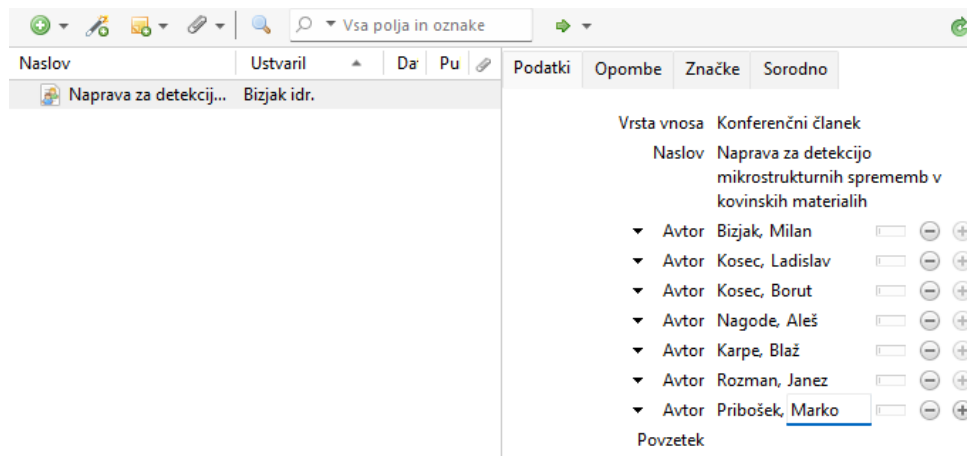 Vsa polja in oznake
Naslov Ustvaril Da Pu
Naprava za detekcij... Bizjak idr.
Podatki Opombe Značke Sorodno
Vrsta vnosa Konferenčni članek
Naslov Naprava za detekcijo
mikrostrukturnih sprememb v
kovinskih materialih
Avtor Bizjak, Milan
Avtor Kosec, Ladislav
Avtor Kosec, Borut
Avtor Nagode, Aleš
Avtor Karpe, Blaž
Avtor Rozman, Janez
Avtor Pribošek, Marko
Povzetek